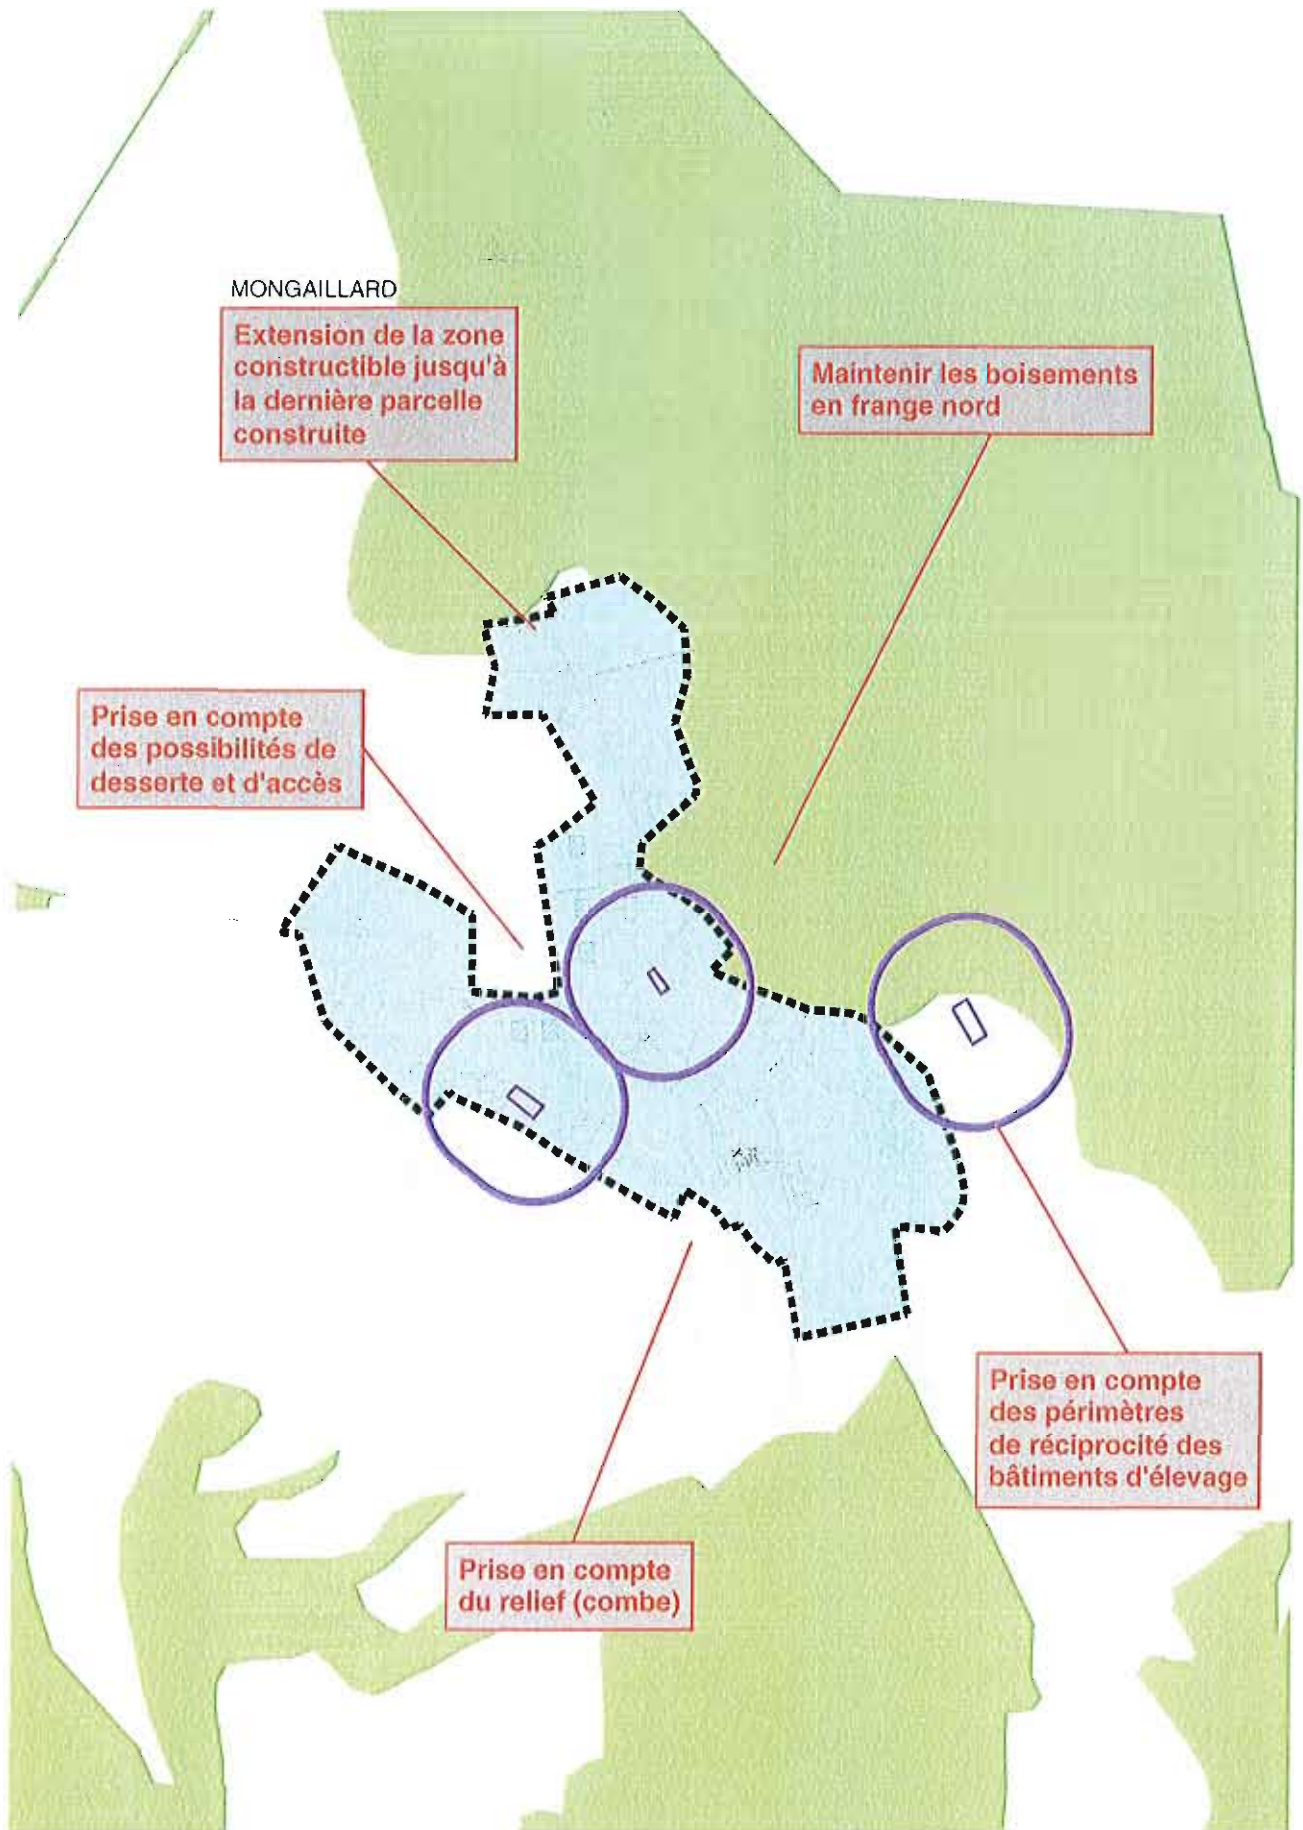 MONGAILLARD
Extension de la zone
constructible jusqu'à
la dernière parcelle
construite
Maintenir les boisements
en frange nord
Prise en compte
des possibilités de
desserte et d'accès
Prise en compte
des périmètres
de réciprocité des
bâtiments d'élevage
Prise en compte
du relief (combe)